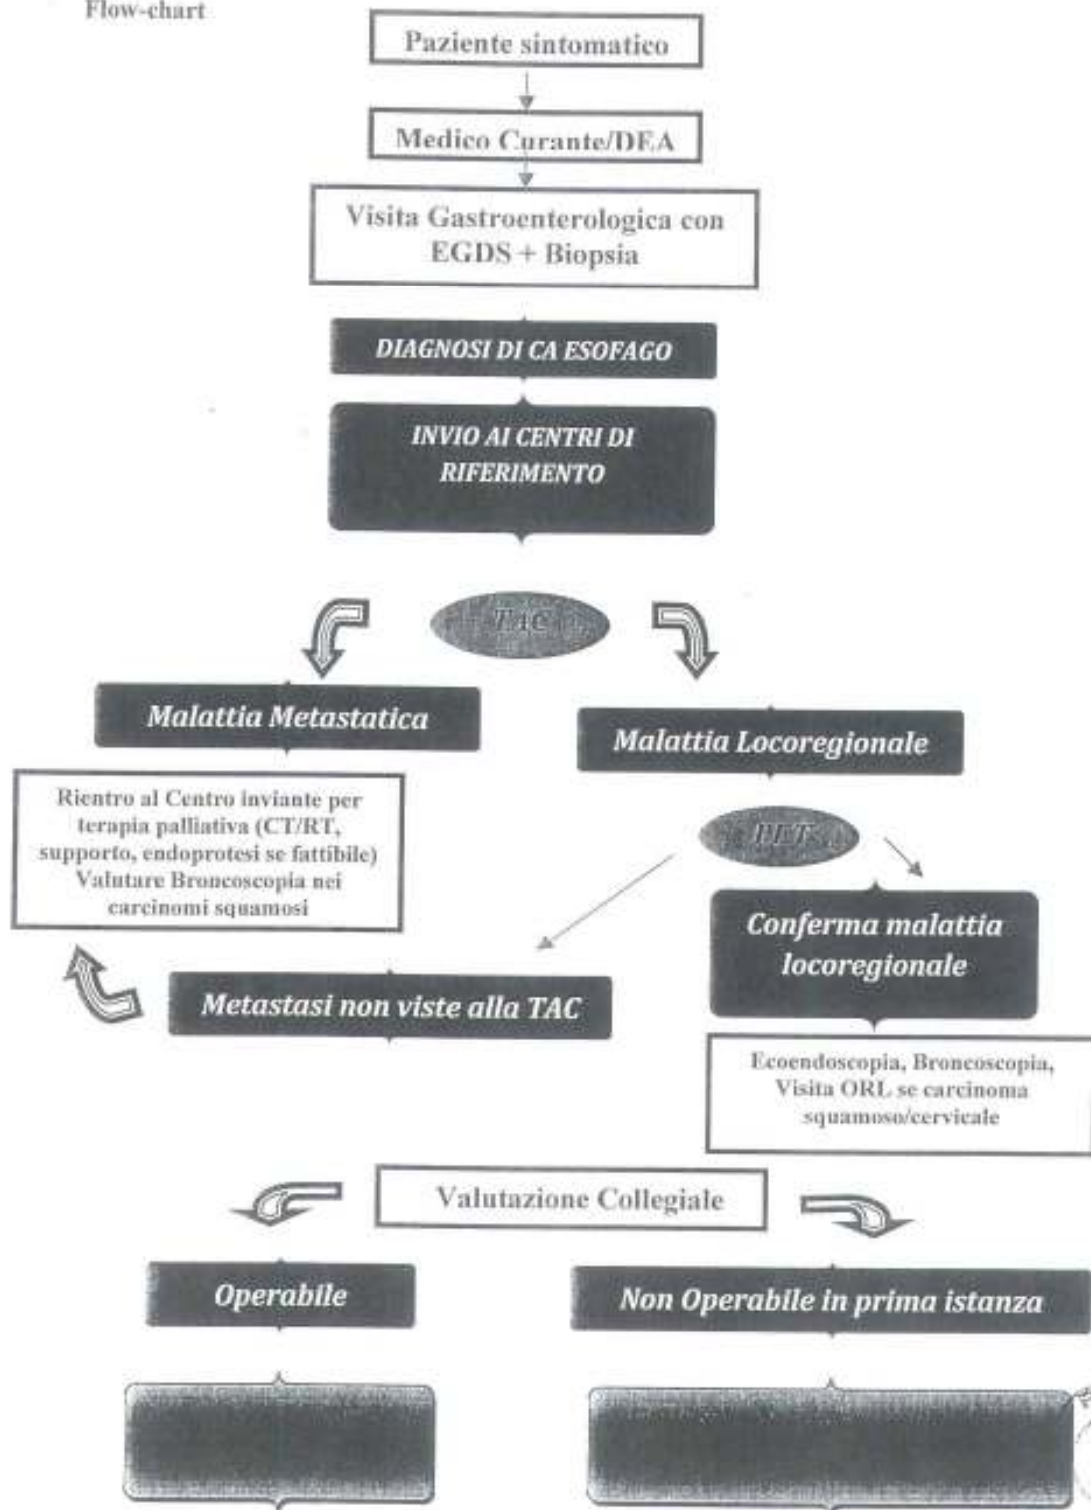 Flow-chart
Paziente sintomatico
Medico Curante/DEA
Visita Gastroenterologica con
EGDS + Biopsia
DIAGNOSI DI CA ESOFAGO
INVIO AI CENTRI DI
RIFERIMENTO
TAC
Malattia Metastatica
Malattia Locoregionale
Rientro al Centro inviante per
terapia palliativa (CT/RT,
supporto, endoprotesi se fattibile)
Valutare Broncoscopia nei
carcinomi squamosi
PET
Conferma malattia
locoregionale
Metastasi non viste alla TAC
Ecoendoscopia, Broncoscopia,
Visita ORL se carcinoma
squamoso/cervicale
Valutazione Collegiale
Operabile
Non Operabile in prima istanza